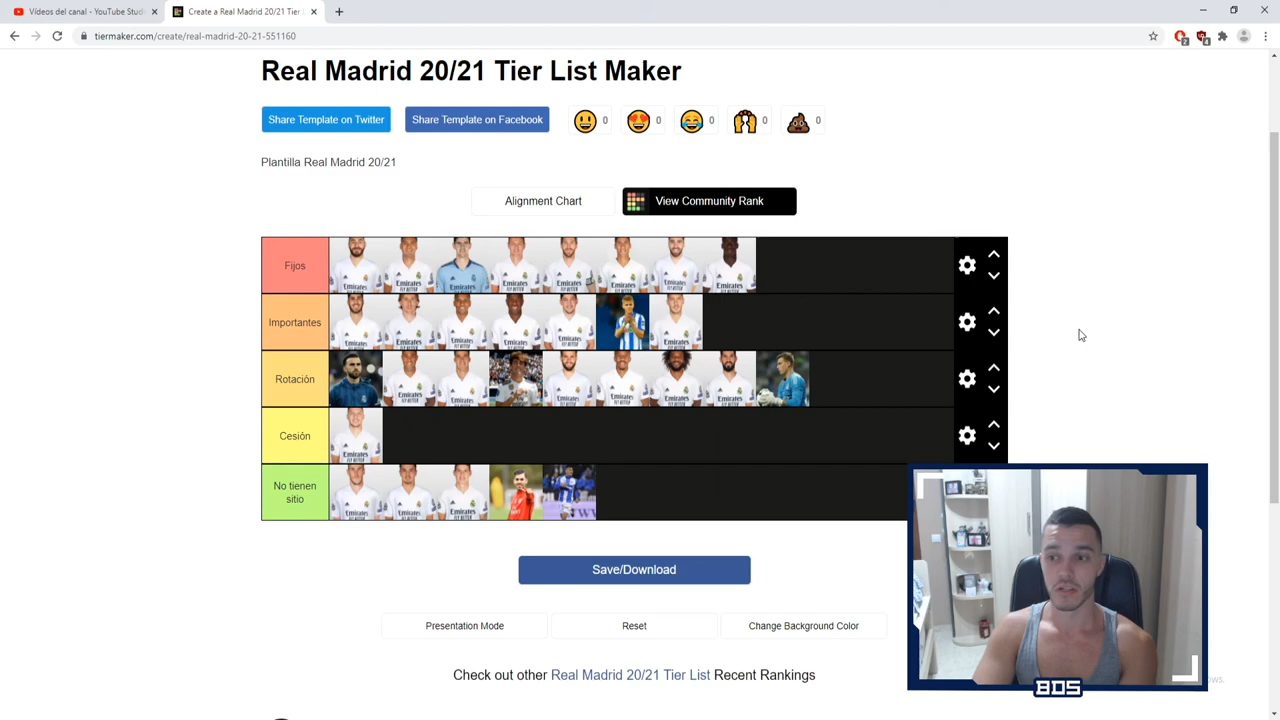 Vídeos del canal - YouTube Stud
Create a Real Madrid 20/21 Tier L
tiermaker.com/create/real-madrid-20-21-551160
2
4
Real Madrid 20/21 Tier List Maker
Share Template on Twitter
Share Template on Facebook
0
0
0
0
0
Plantilla Real Madrid 20/21
Alignment Chart
View Community Rank
Fijos
Importantes
Rotación
Cesión
No tienen
sitio
Save/Download
Presentation Mode
Reset
Change Background Color
Check out other Real Madrid 20/21 Tier List Recent Rankings
BDS